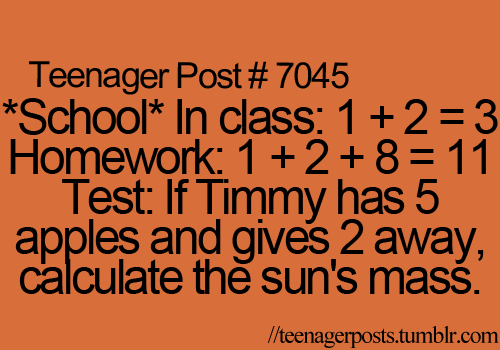 Teenager Post # 7045
*School* In class: 1 + 2 = 3
Homework: 1 + 2 + 8 = 11
Test: If Timmy has 5
apples and gives 2 away,
calculate the sun's mass.
//teenagerposts.tumblr.com